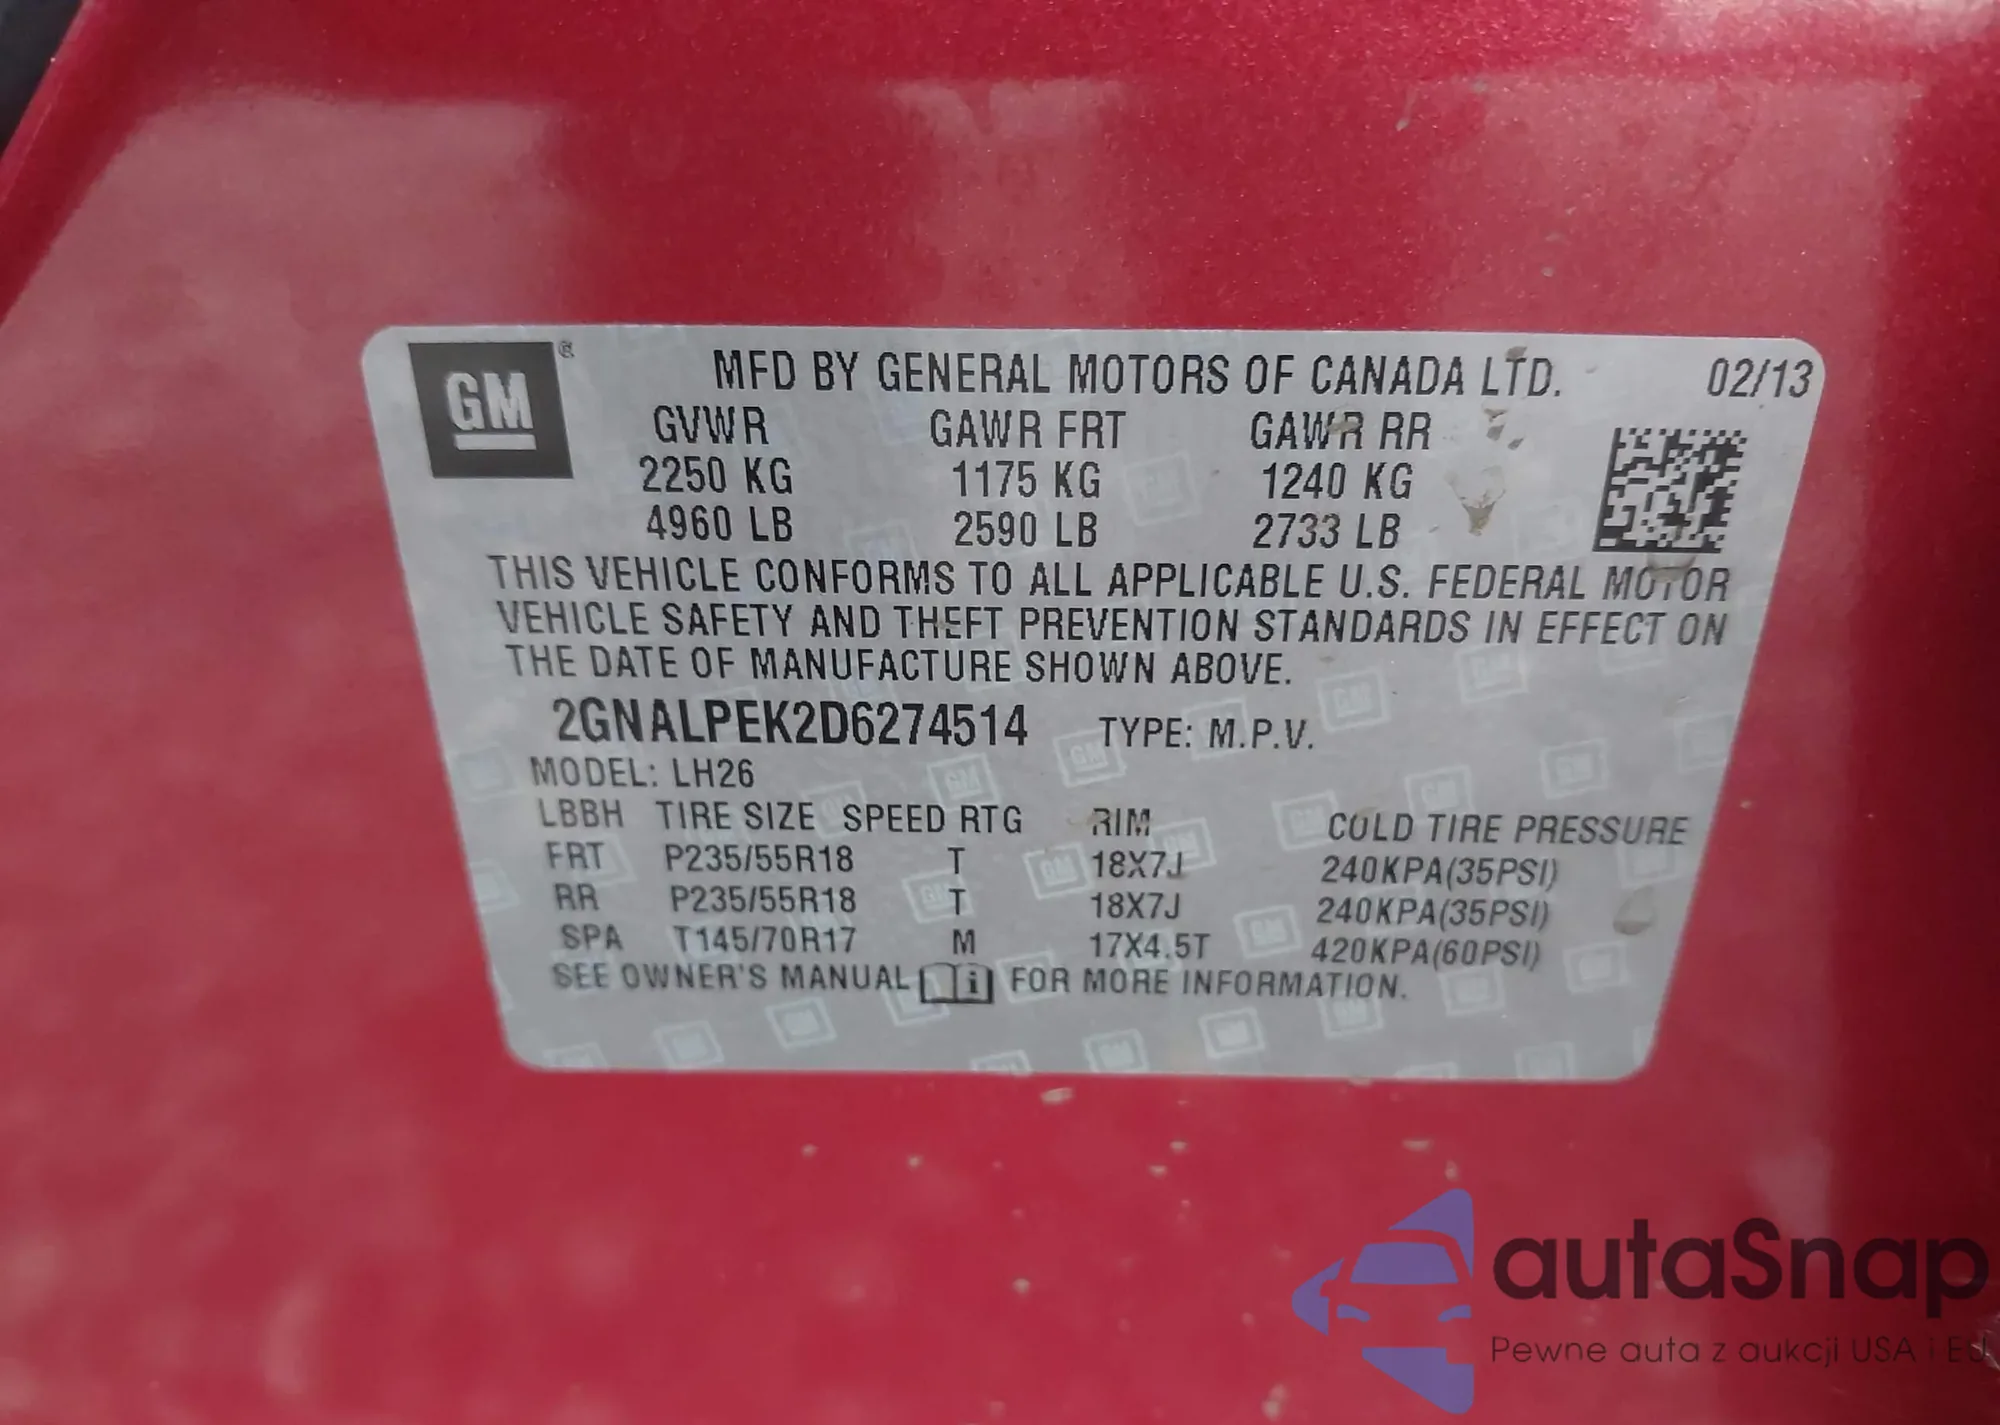 GM ® MFD BY GENERAL MOTORS OF CANADA LTD. 02/13
GVWR GAWR FRT GAWR RR
2250 KG 1175 KG 1240 KG
4960 LB 2590 LB 2733 LB
THIS VEHICLE CONFORMS TO ALL APPLICABLE U.S. FEDERAL MOTOR
VEHICLE SAFETY AND THEFT PREVENTION STANDARDS IN EFFECT ON
THE DATE OF MANUFACTURE SHOWN ABOVE.
2GNALPEK2D6274514 TYPE: M.P.V.
MODEL: LH26
LBBH TIRE SIZE SPEED RTG RIM COLD TIRE PRESSURE
FRT P235/55R18 T 18X7J 240KPA(35PSI)
RR P235/55R18 T 18X7J 240KPA(35PSI)
SPA T145/70R17 M 17X4.5T 420KPA(60PSI)
SEE OWNER'S MANUAL i FOR MORE INFORMATION.
autaSnap
Pewne auta z aukcji USA i EU